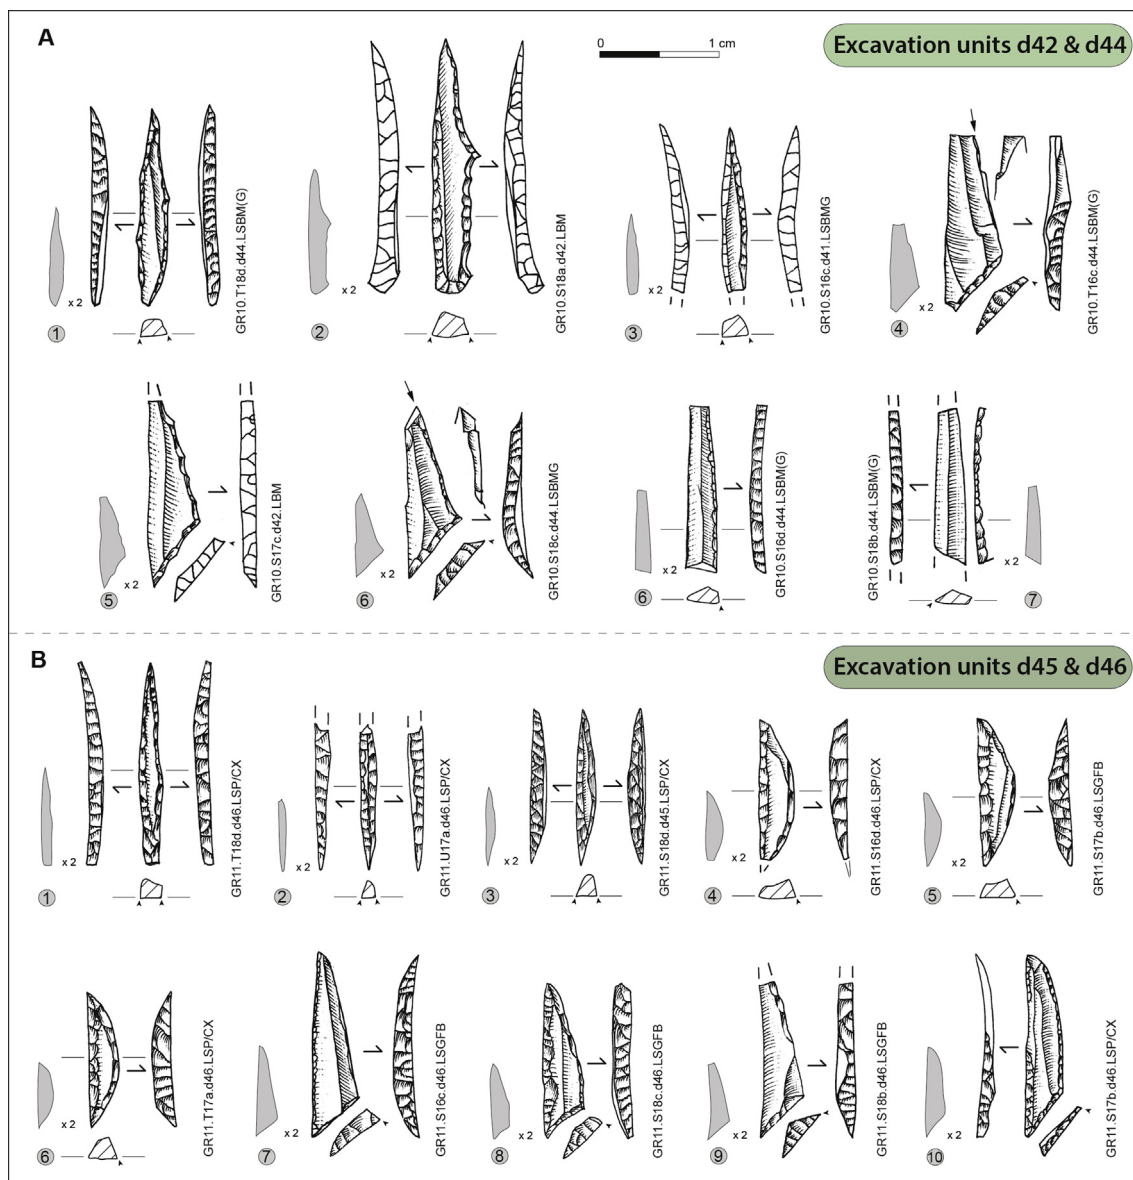 A
0 1 cm
Excavation units d42 & d44
x 2
1
GR10.T18d.d44.LSBM(G)
x 2
2
GR10.S18a.d42.LBM
x 2
3
GR10.S16c.d41.LSBMG
x 2
4
GR10.T16c.d44.LSBM(G)
x 2
5
GR10.S17c.d42.LBM
x 2
6
GR10.S18c.d44.LSBMG
x 2
6
GR10.S16d.d44.LSBM(G)
GR10.S18b.d44.LSBM(G)
x 2
7
B
Excavation units d45 & d46
x 2
1
GR11.T18d.d46.LSP/CX
x 2
2
GR11.U17a.d46.LSP/CX
x 2
3
GR11.S18d.d45.LSP/CX
x 2
4
GR11.S16d.d46.LSP/CX
x 2
5
GR11.S17b.d46.LSGFB
x 2
6
GR11.T17a.d46.LSP/CX
x 2
7
GR11.S16c.d46.LSGFB
x 2
8
GR11.S18c.d46.LSGFB
x 2
9
GR11.S18b.d46.LSGFB
x 2
10
GR11.S17b.d46.LSP/CX